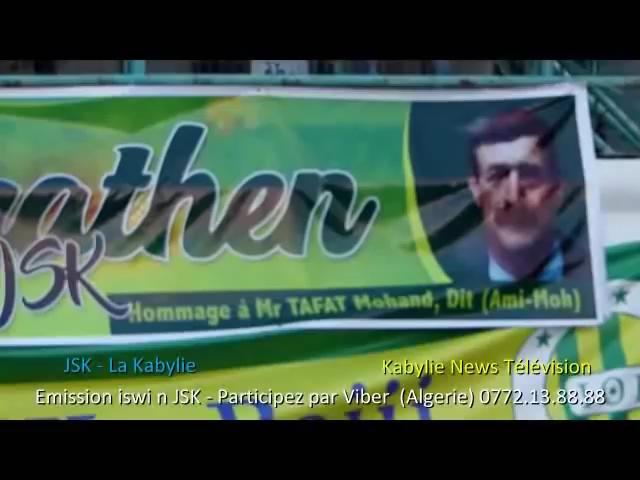 athen
JSK
Hommage à Mr TAFAT Mohand, Dit (Ami-Moh)
JSK - La Kabylie
Kabylie News Télévision
Emission iswi n JSK - Participez par Viber (Algerie) 0772.13.88.88